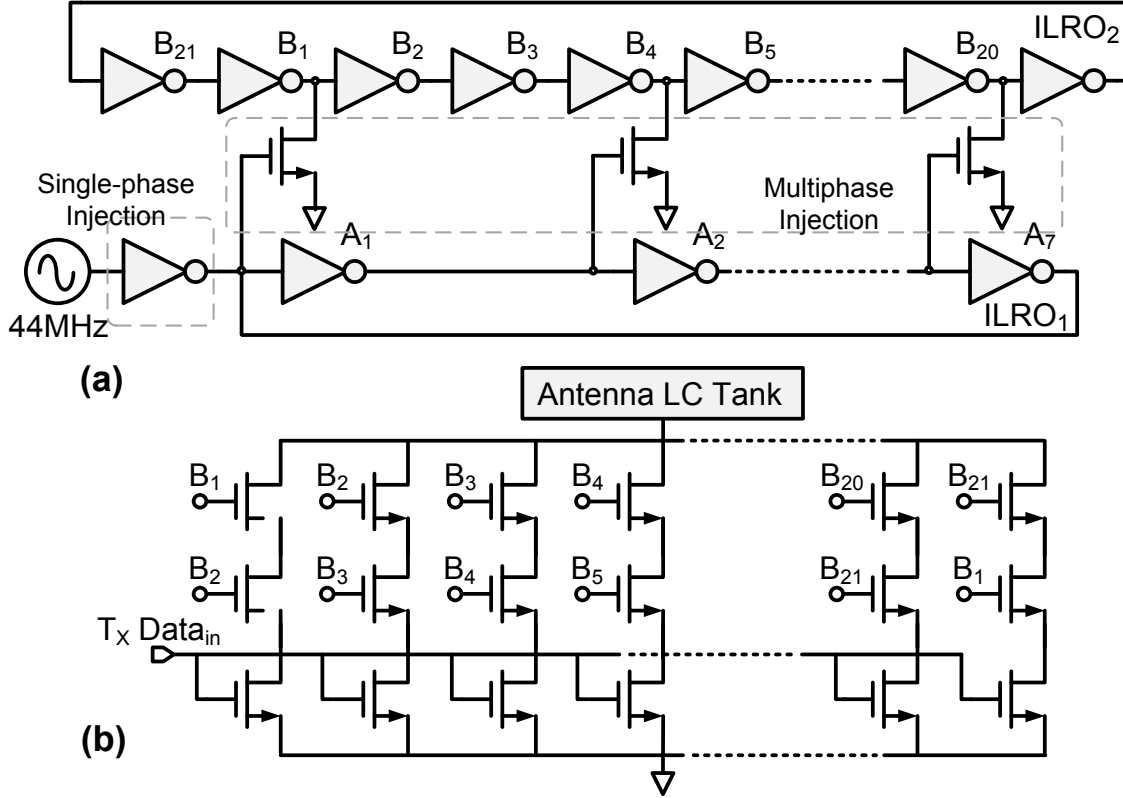 ILRO2
B21 B1 B2 B3 B4 B5 B20
Single-phase
Injection
Multiphase
Injection
A1 A2 A7
44MHz
ILRO1
(a)
Antenna LC Tank
B1 B2 B3 B4 B20 B21
B2 B3 B4 B5 B21 B1
TX Datain
(b)